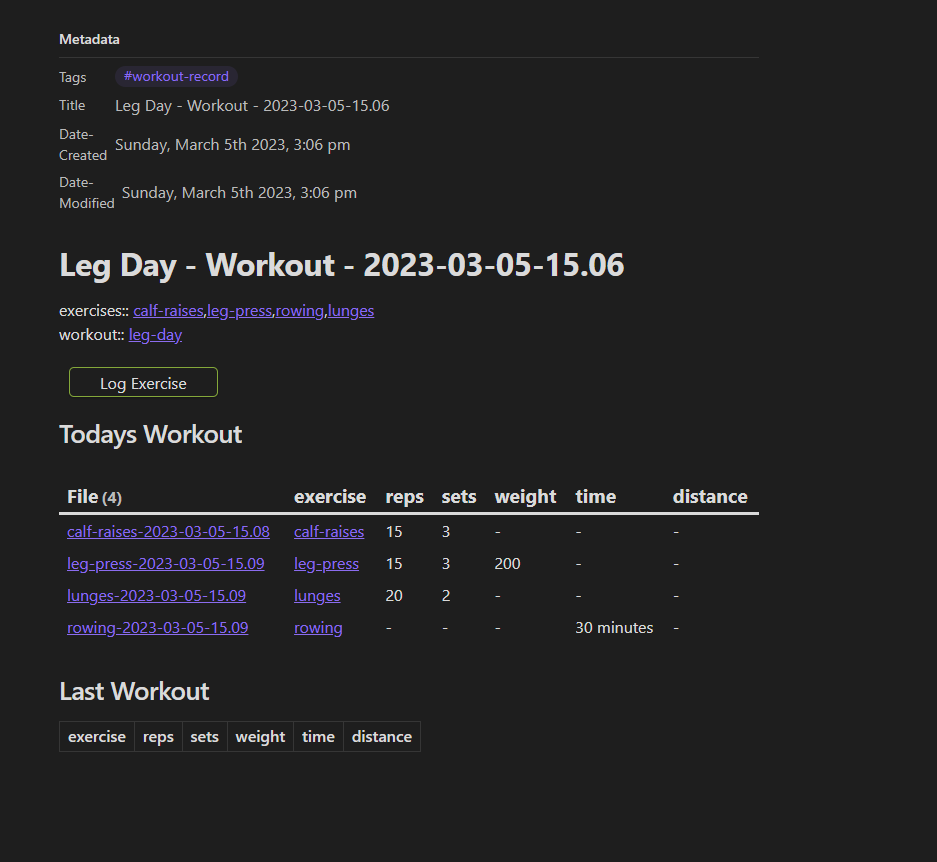 Metadata
Tags #workout-record
Title Leg Day - Workout - 2023-03-05-15.06
Date-
Created Sunday, March 5th 2023, 3:06 pm
Date-
Modified Sunday, March 5th 2023, 3:06 pm
Leg Day - Workout - 2023-03-05-15.06
exercises:: calf-raises,leg-press,rowing,lunges
workout:: leg-day
Log Exercise
Todays Workout
File (4) exercise reps sets weight time distance
calf-raises-2023-03-05-15.08 calf-raises 15 3 - - -
leg-press-2023-03-05-15.09 leg-press 15 3 200 - -
lunges-2023-03-05-15.09 lunges 20 2 - - -
rowing-2023-03-05-15.09 rowing - - - 30 minutes -
Last Workout
exercise reps sets weight time distance